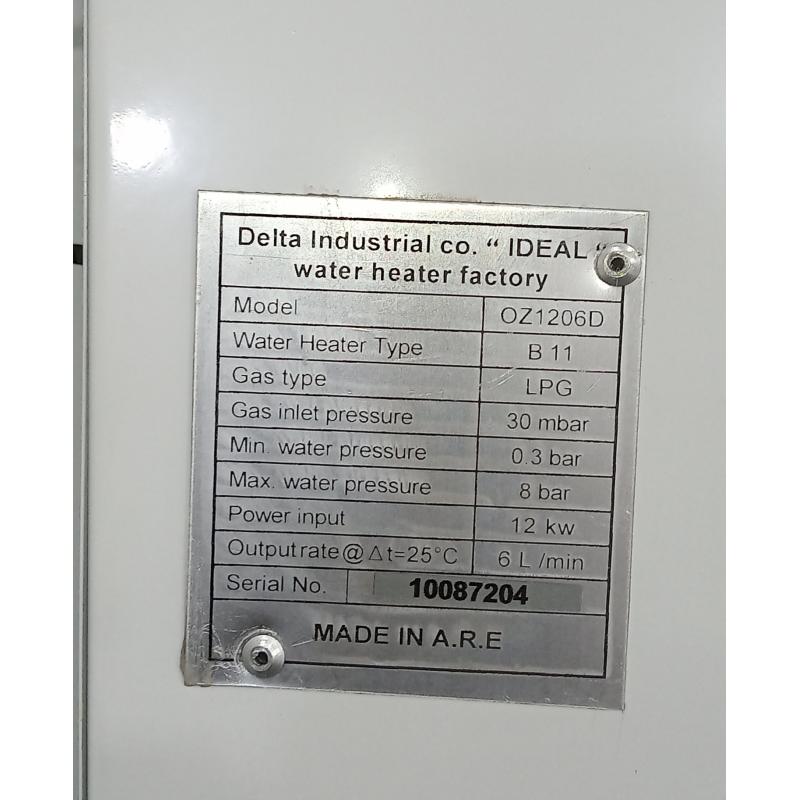 Delta Industrial co. “ IDEAL “
water heater factory
Model OZ1206D
Water Heater Type B 11
Gas type LPG
Gas inlet pressure 30 mbar
Min. water pressure 0.3 bar
Max. water pressure 8 bar
Power input 12 kw
Output rate @ Δt=25°C 6 L /min
Serial No. 10087204
MADE IN A.R.E